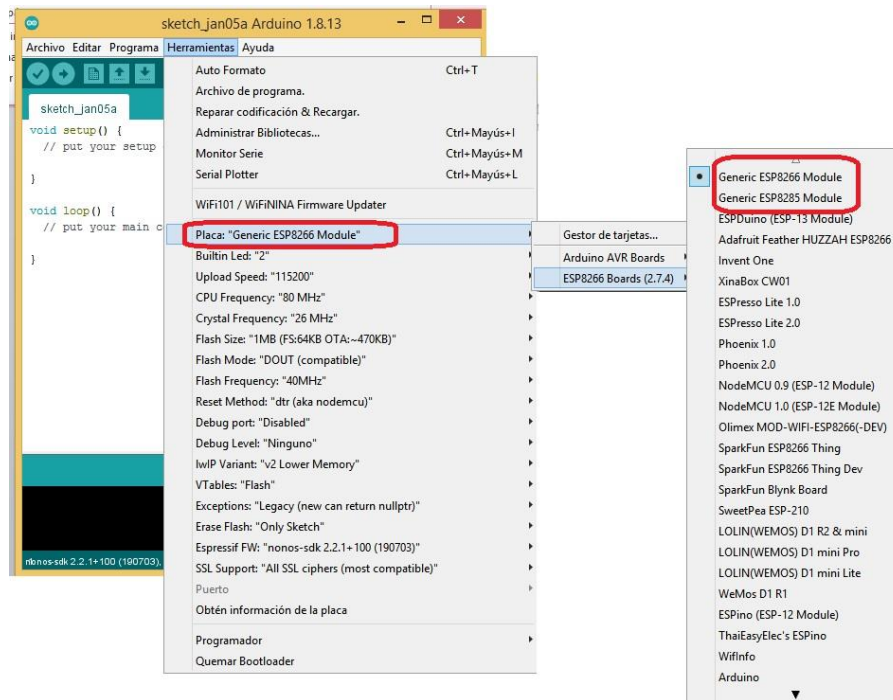 sketch_jan05a Arduino 1.8.13
Archivo Editar Programa Herramientas Ayuda
sketch_jan05a
void setup() {
// put your setup
}
void loop() {
// put your main c
}
nonos-sdk 2.2.1+100 (190703),
Auto Formato Ctrl+T
Archivo de programa.
Reparar codificación & Recargar.
Administrar Bibliotecas... Ctrl+Mayús+I
Monitor Serie Ctrl+Mayús+M
Serial Plotter Ctrl+Mayús+L
WiFi101 / WiFiNINA Firmware Updater
Placa: "Generic ESP8266 Module"
Builtin Led: "2"
Upload Speed: "115200"
CPU Frequency: "80 MHz"
Crystal Frequency: "26 MHz"
Flash Size: "1MB (FS:64KB OTA:~470KB)"
Flash Mode: "DOUT (compatible)"
Flash Frequency: "40MHz"
Reset Method: "dtr (aka nodemcu)"
Debug port: "Disabled"
Debug Level: "Ninguno"
lwIP Variant: "v2 Lower Memory"
VTables: "Flash"
Exceptions: "Legacy (new can return nullptr)"
Erase Flash: "Only Sketch"
Espressif FW: "nonos-sdk 2.2.1+100 (190703)"
SSL Support: "All SSL ciphers (most compatible)"
Puerto
Obtén información de la placa
Programador
Quemar Bootloader
Gestor de tarjetas...
Arduino AVR Boards
ESP8266 Boards (2.7.4)
Generic ESP8266 Module
Generic ESP8285 Module
ESPDuino (ESP-13 Module)
Adafruit Feather HUZZAH ESP8266
Invent One
XinaBox CW01
ESPresso Lite 1.0
ESPresso Lite 2.0
Phoenix 1.0
Phoenix 2.0
NodeMCU 0.9 (ESP-12 Module)
NodeMCU 1.0 (ESP-12E Module)
Olimex MOD-WIFI-ESP8266(-DEV)
SparkFun ESP8266 Thing
SparkFun ESP8266 Thing Dev
SparkFun Blynk Board
SweetPea ESP-210
LOLIN(WEMOS) D1 R2 & mini
LOLIN(WEMOS) D1 mini Pro
LOLIN(WEMOS) D1 mini Lite
WeMos D1 R1
ESPino (ESP-12 Module)
ThaiEasyElec's ESPino
WifInfo
Arduino